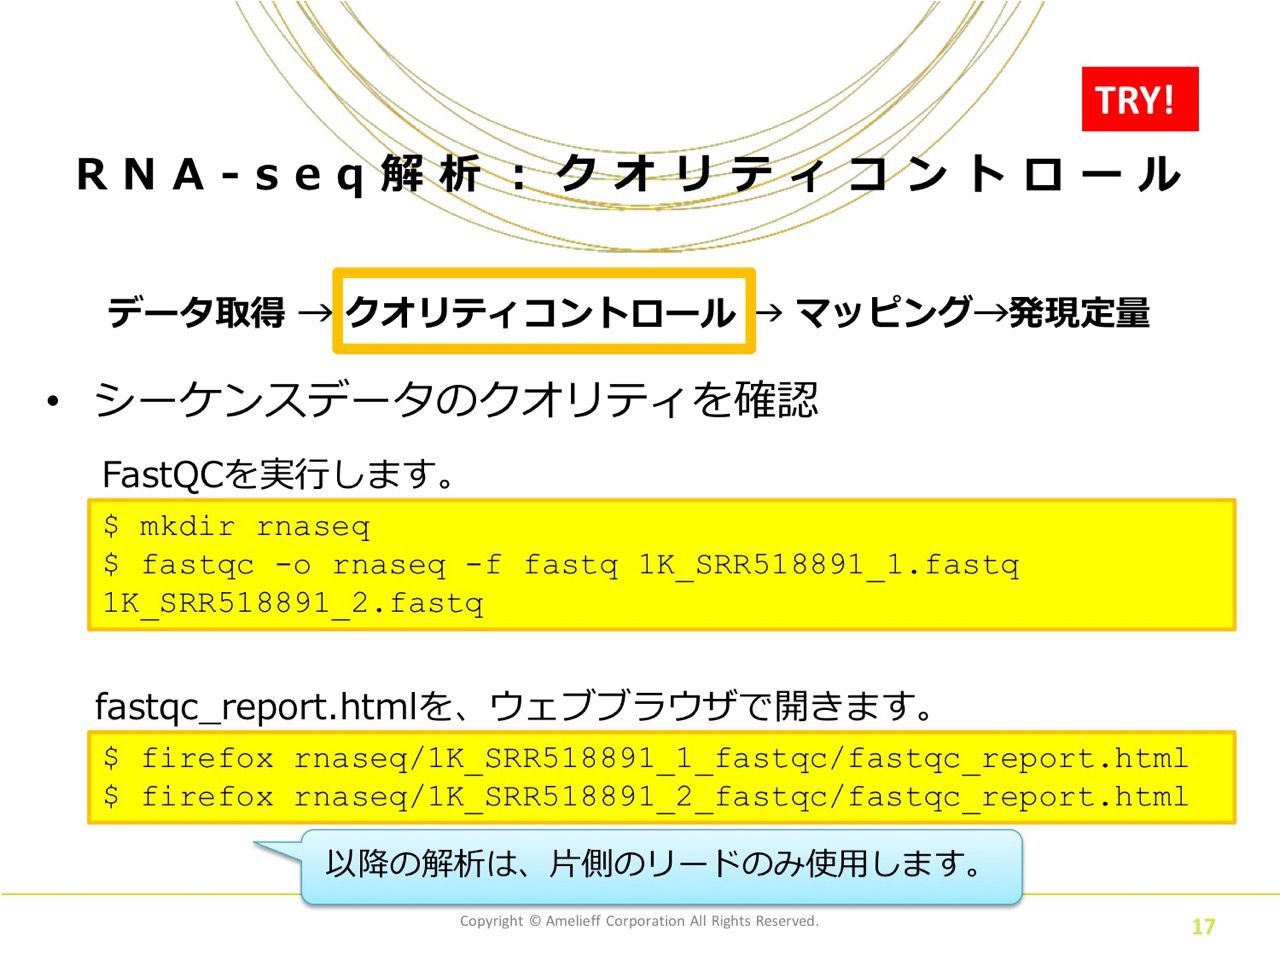 TRY!
RNA-seq解析：クオリティコントロール
データ取得 → クオリティコントロール → マッピング→発現定量
• シーケンスデータのクオリティを確認
FastQCを実行します。
$ mkdir rnaseq
$ fastqc -o rnaseq -f fastq 1K_SRR518891_1.fastq
1K_SRR518891_2.fastq
fastqc_report.htmlを、ウェブブラウザで開きます。
$ firefox rnaseq/1K_SRR518891_1_fastqc/fastqc_report.html
$ firefox rnaseq/1K_SRR518891_2_fastqc/fastqc_report.html
以降の解析は、片側のリードのみ使用します。
Copyright © Amelieff Corporation All Rights Reserved.
17